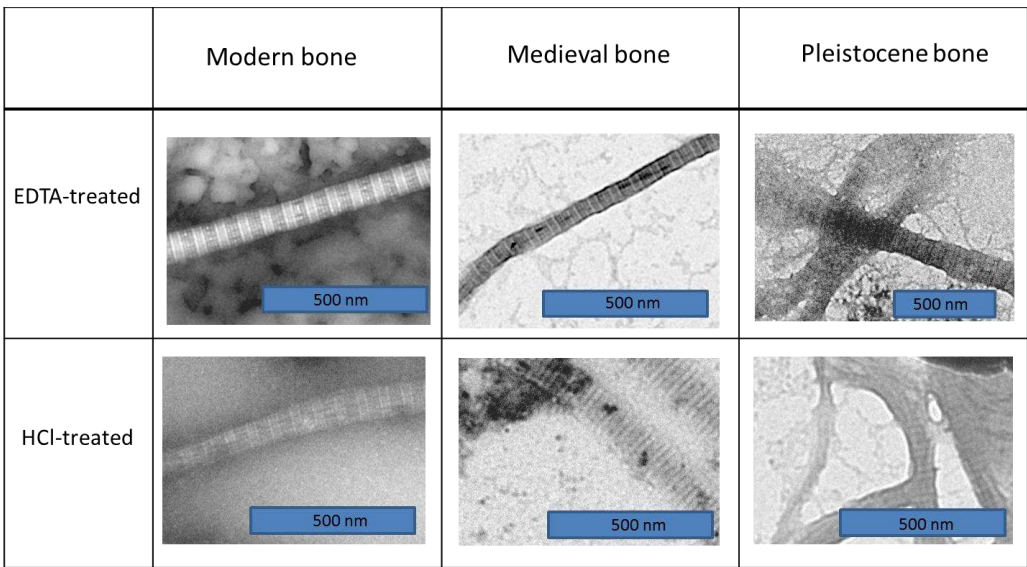 Modern bone
Medieval bone
Pleistocene bone
EDTA-treated
500 nm
500 nm
500 nm
HCl-treated
500 nm
500 nm
500 nm